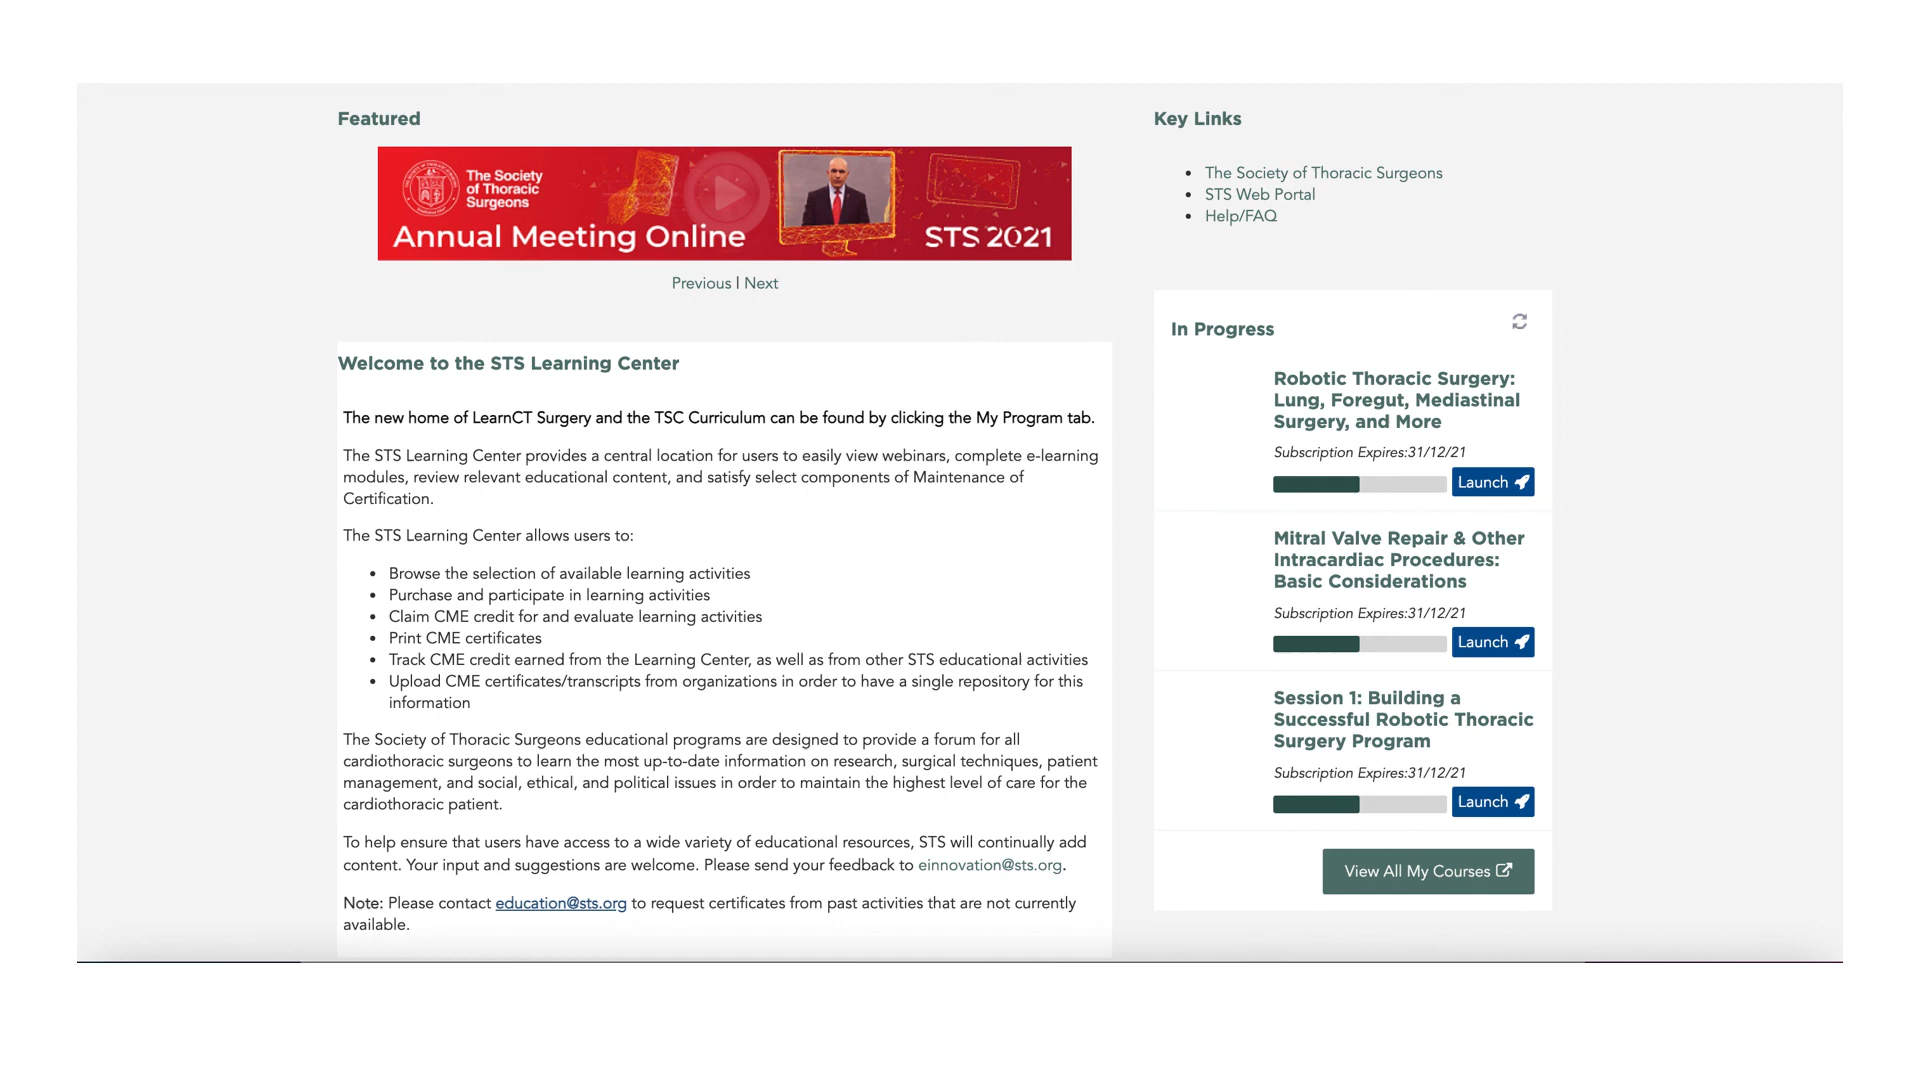 Featured
The Society
of Thoracic
Surgeons
Annual Meeting Online
STS 2021
Previous | Next
Welcome to the STS Learning Center
The new home of LearnCT Surgery and the TSC Curriculum can be found by clicking the My Program tab.
The STS Learning Center provides a central location for users to easily view webinars, complete e-learning
modules, review relevant educational content, and satisfy select components of Maintenance of
Certification.
The STS Learning Center allows users to:
• Browse the selection of available learning activities
• Purchase and participate in learning activities
• Claim CME credit for and evaluate learning activities
• Print CME certificates
• Track CME credit earned from the Learning Center, as well as from other STS educational activities
• Upload CME certificates/transcripts from organizations in order to have a single repository for this
information
The Society of Thoracic Surgeons educational programs are designed to provide a forum for all
cardiothoracic surgeons to learn the most up-to-date information on research, surgical techniques, patient
management, and social, ethical, and political issues in order to maintain the highest level of care for the
cardiothoracic patient.
To help ensure that users have access to a wide variety of educational resources, STS will continually add
content. Your input and suggestions are welcome. Please send your feedback to einnovation@sts.org.
Note: Please contact education@sts.org to request certificates from past activities that are not currently
available.
Key Links
• The Society of Thoracic Surgeons
• STS Web Portal
• Help/FAQ
In Progress
Robotic Thoracic Surgery:
Lung, Foregut, Mediastinal
Surgery, and More
Subscription Expires:31/12/21
Launch
Mitral Valve Repair & Other
Intracardiac Procedures:
Basic Considerations
Subscription Expires:31/12/21
Launch
Session 1: Building a
Successful Robotic Thoracic
Surgery Program
Subscription Expires:31/12/21
Launch
View All My Courses